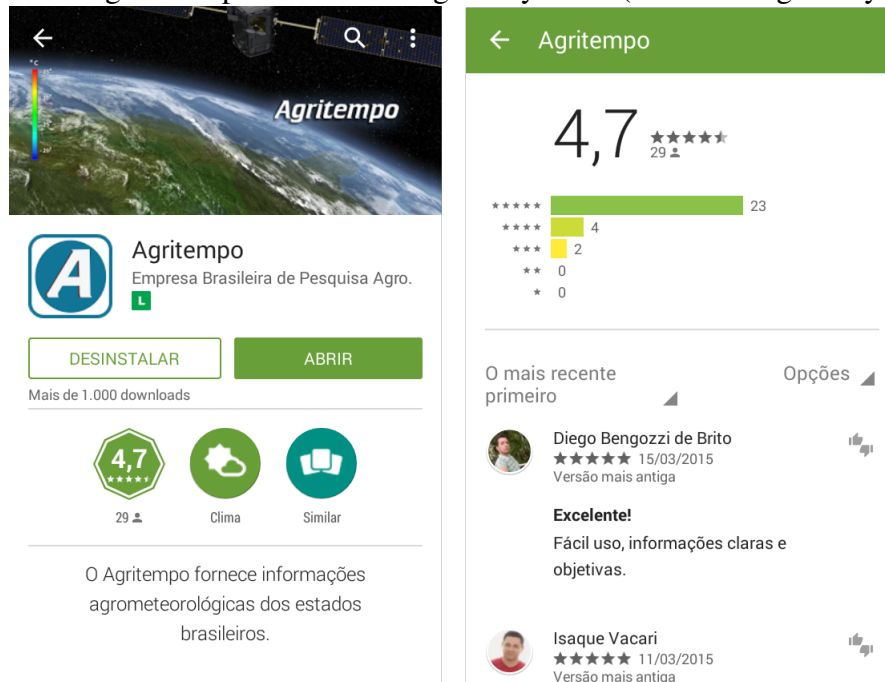 Agritempo
°C
Agritempo
Empresa Brasileira de Pesquisa Agro.
L
DESINSTALAR
ABRIR
Mais de 1.000 downloads
4,7
29
Clima
Similar
O Agritempo fornece informações
agrometeorológicas dos estados
brasileiros.
Agritempo
4,7
29
23
4
2
0
0
O mais recente
primeiro
Opções
Diego Bengozzi de Brito
15/03/2015
Versão mais antiga
Excelente!
Fácil uso, informações claras e
objetivas.
Isaque Vacari
11/03/2015
Versão mais antiga